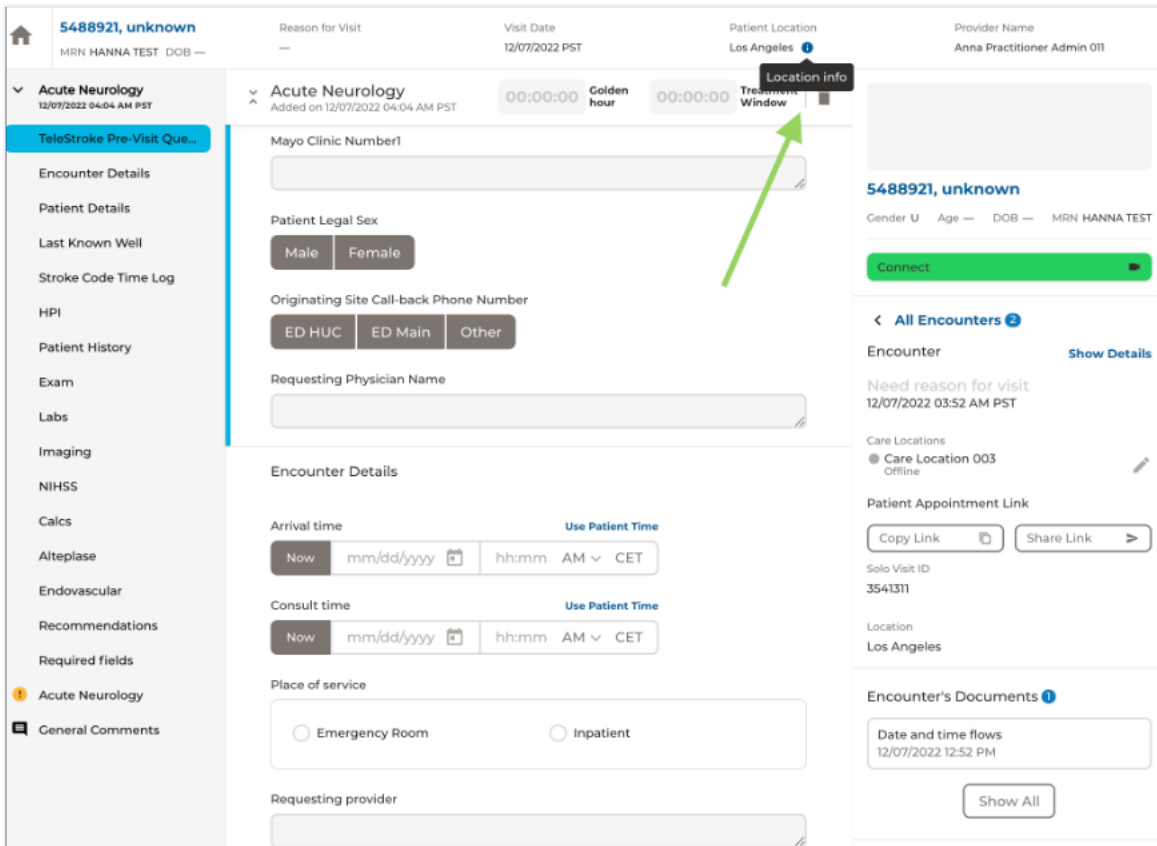 5488921, unknown
MRN HANNA TEST DOB —
Reason for Visit
—
Visit Date
12/07/2022 PST
Patient Location
Los Angeles
Provider Name
Anna Practitioner Admin 011
Location info
Acute Neurology
12/07/2022 04:04 AM PST
TeleStroke Pre-Visit Que...
Encounter Details
Patient Details
Last Known Well
Stroke Code Time Log
HPI
Patient History
Exam
Labs
Imaging
NIHSS
Calcs
Alteplase
Endovascular
Recommendations
Required fields
Acute Neurology
General Comments
Acute Neurology
Added on 12/07/2022 04:04 AM PST
00:00:00 Golden hour
00:00:00 Treatment Window
Mayo Clinic Number1
Patient Legal Sex
Male Female
Originating Site Call-back Phone Number
ED HUC ED Main Other
Requesting Physician Name
Encounter Details
Arrival time Use Patient Time
Now mm/dd/yyyy hh:mm AM CET
Consult time Use Patient Time
Now mm/dd/yyyy hh:mm AM CET
Place of service
Emergency Room Inpatient
Requesting provider
5488921, unknown
Gender U Age — DOB — MRN HANNA TEST
Connect
All Encounters 2
Encounter Show Details
Need reason for visit
12/07/2022 03:52 AM PST
Care Locations
Care Location 003
Offline
Patient Appointment Link
Copy Link Share Link
Solo Visit ID
3541311
Location
Los Angeles
Encounter's Documents 1
Date and time flows
12/07/2022 12:52 PM
Show All